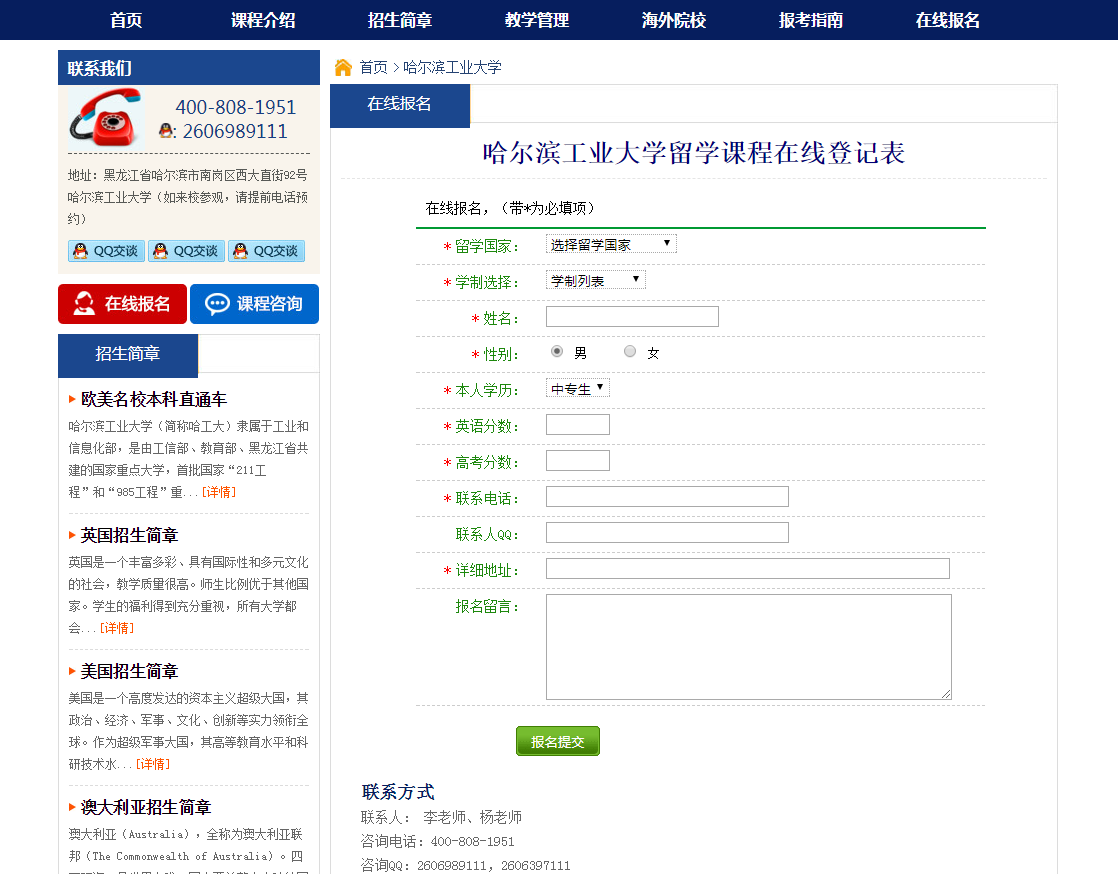 首页 课程介绍 招生简章 教学管理 海外院校 报考指南 在线报名
联系我们
400-808-1951
: 2606989111
地址：黑龙江省哈尔滨市南岗区西大直街92号
哈尔滨工业大学（如来校参观，请提前电话预
约）
QQ交谈 QQ交谈 QQ交谈
在线报名 课程咨询
招生简章
欧美名校本科直通车
哈尔滨工业大学（简称哈工大）隶属于工业和
信息化部，是由工信部、教育部、黑龙江省共
建的国家重点大学，首批国家“211工
程”和“985工程”重...[详情]
英国招生简章
英国是一个丰富多彩、具有国际性和多元文化
的社会，教学质量很高。师生比例优于其他国
家。学生的福利得到充分重视，所有大学都
会...[详情]
美国招生简章
美国是一个高度发达的资本主义超级大国，其
政治、经济、军事、文化、创新等实力领衔全
球。作为超级军事大国，其高等教育水平和科
研技术水...[详情]
澳大利亚招生简章
澳大利亚（Australia），全称为澳大利亚联
邦（The Commonwealth of Australia）。四
首页 > 哈尔滨工业大学
在线报名
哈尔滨工业大学留学课程在线登记表
在线报名，（带*为必填项）
* 留学国家： 选择留学国家
* 学制选择： 学制列表
* 姓名：
* 性别： 男 女
* 本人学历： 中专生
* 英语分数：
* 高考分数：
* 联系电话：
联系人QQ：
* 详细地址：
报名留言：
报名提交
联系方式
联系人： 李老师、杨老师
咨询电话：400-808-1951
咨询QQ：2606989111，2606397111